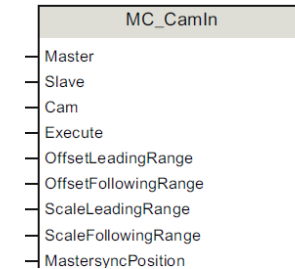 MC_CamIn
Master
Slave
Cam
Execute
OffsetLeadingRange
OffsetFollowingRange
ScaleLeadingRange
ScaleFollowingRange
MastersyncPosition